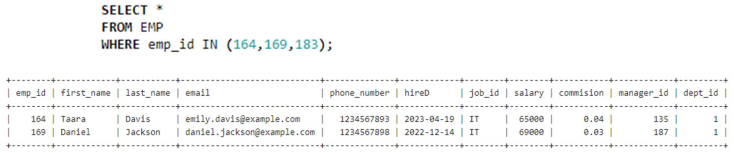 SELECT *
FROM EMP
WHERE emp_id IN (164,169,183);
+--------+------------+-----------+----------------------------+--------------+------------+--------+--------+-----------+------------+---------+
| emp_id | first_name | last_name | email | phone_number | hireD | job_id | salary | commision | manager_id | dept_id |
+--------+------------+-----------+----------------------------+--------------+------------+--------+--------+-----------+------------+---------+
| 164 | Taara | Davis | emily.davis@example.com | 1234567893 | 2023-04-19 | IT | 65000 | 0.04 | 135 | 1 |
| 169 | Daniel | Jackson | daniel.jackson@example.com | 1234567898 | 2022-12-14 | IT | 69000 | 0.03 | 187 | 1 |
+--------+------------+-----------+----------------------------+--------------+------------+--------+--------+-----------+------------+---------+